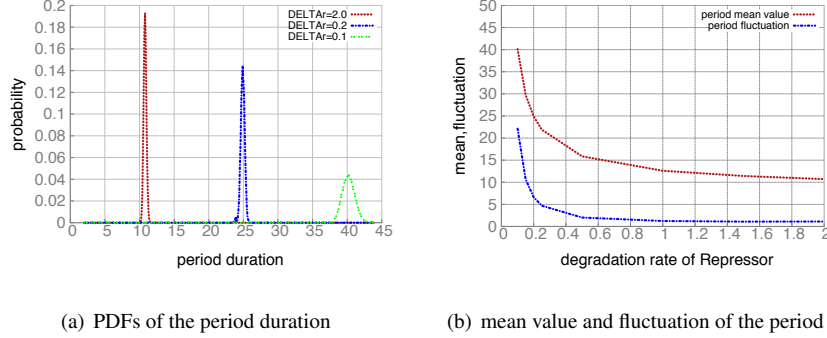 0.2
0.18
0.16
0.14
0.12
0.1
0.08
0.06
0.04
0.02
0
probability
DELTAr=2.0
DELTAr=0.2
DELTAr=0.1
0 5 10 15 20 25 30 35 40 45
period duration
(a) PDFs of the period duration
50
45
40
35
30
25
20
15
10
5
0
mean,fluctuation
period mean value
period fluctuation
0 0.2 0.4 0.6 0.8 1 1.2 1.4 1.6 1.8 2
degradation rate of Repressor
(b) mean value and fluctuation of the period